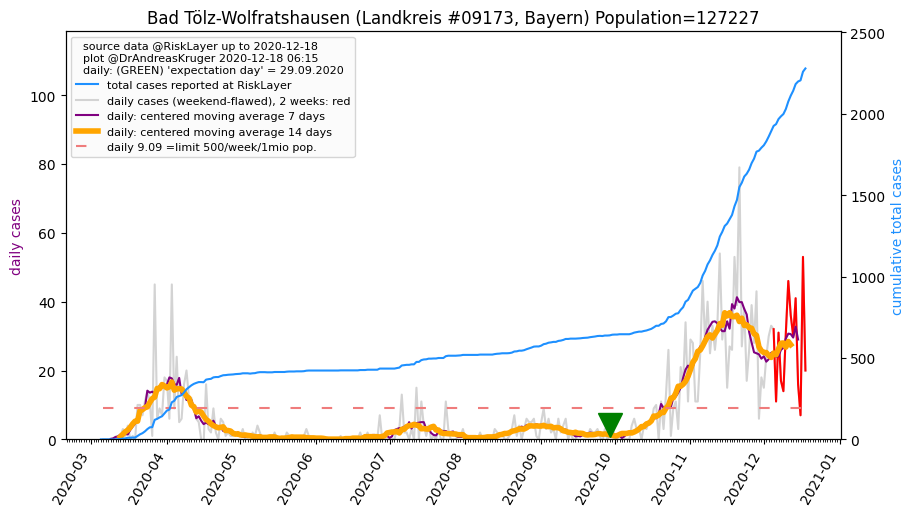 Bad Tölz-Wolfratshausen (Landkreis #09173, Bayern) Population=127227
source data @RiskLayer up to 2020-12-18
plot @DrAndreasKruger 2020-12-18 06:15
daily: (GREEN) 'expectation day' = 29.09.2020
total cases reported at RiskLayer
daily cases (weekend-flawed), 2 weeks: red
daily: centered moving average 7 days
daily: centered moving average 14 days
daily 9.09 =limit 500/week/1mio pop.
daily cases
0
20
40
60
80
100
cumulative total cases
0
500
1000
1500
2000
2500
2020-03
2020-04
2020-05
2020-06
2020-07
2020-08
2020-09
2020-10
2020-11
2020-12
2021-01